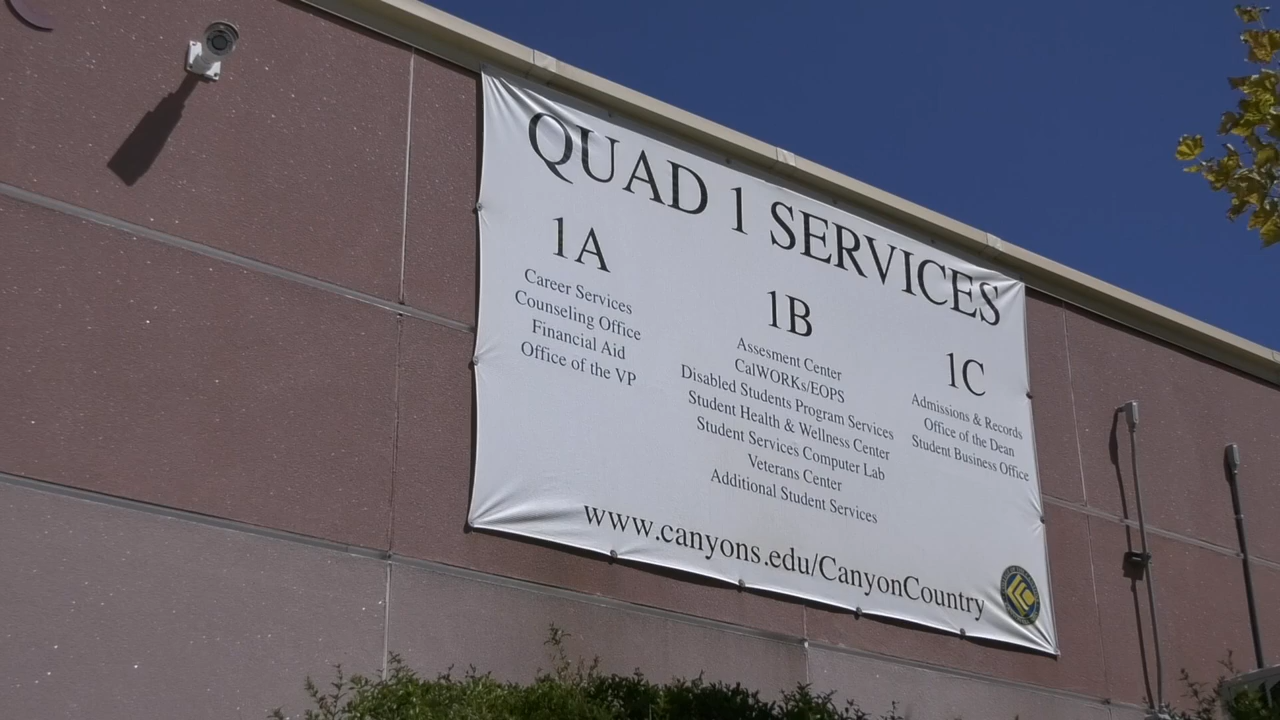 QUAD 1 SERVICES
1A
Career Services
Counseling Office
Financial Aid
Office of the VP
1B
Assesment Center
CalWORKs/EOPS
Disabled Students Program Services
Student Health & Wellness Center
Student Services Computer Lab
Veterans Center
Additional Student Services
1C
Admissions & Records
Office of the Dean
Student Business Office
www.canyons.edu/CanyonCountry